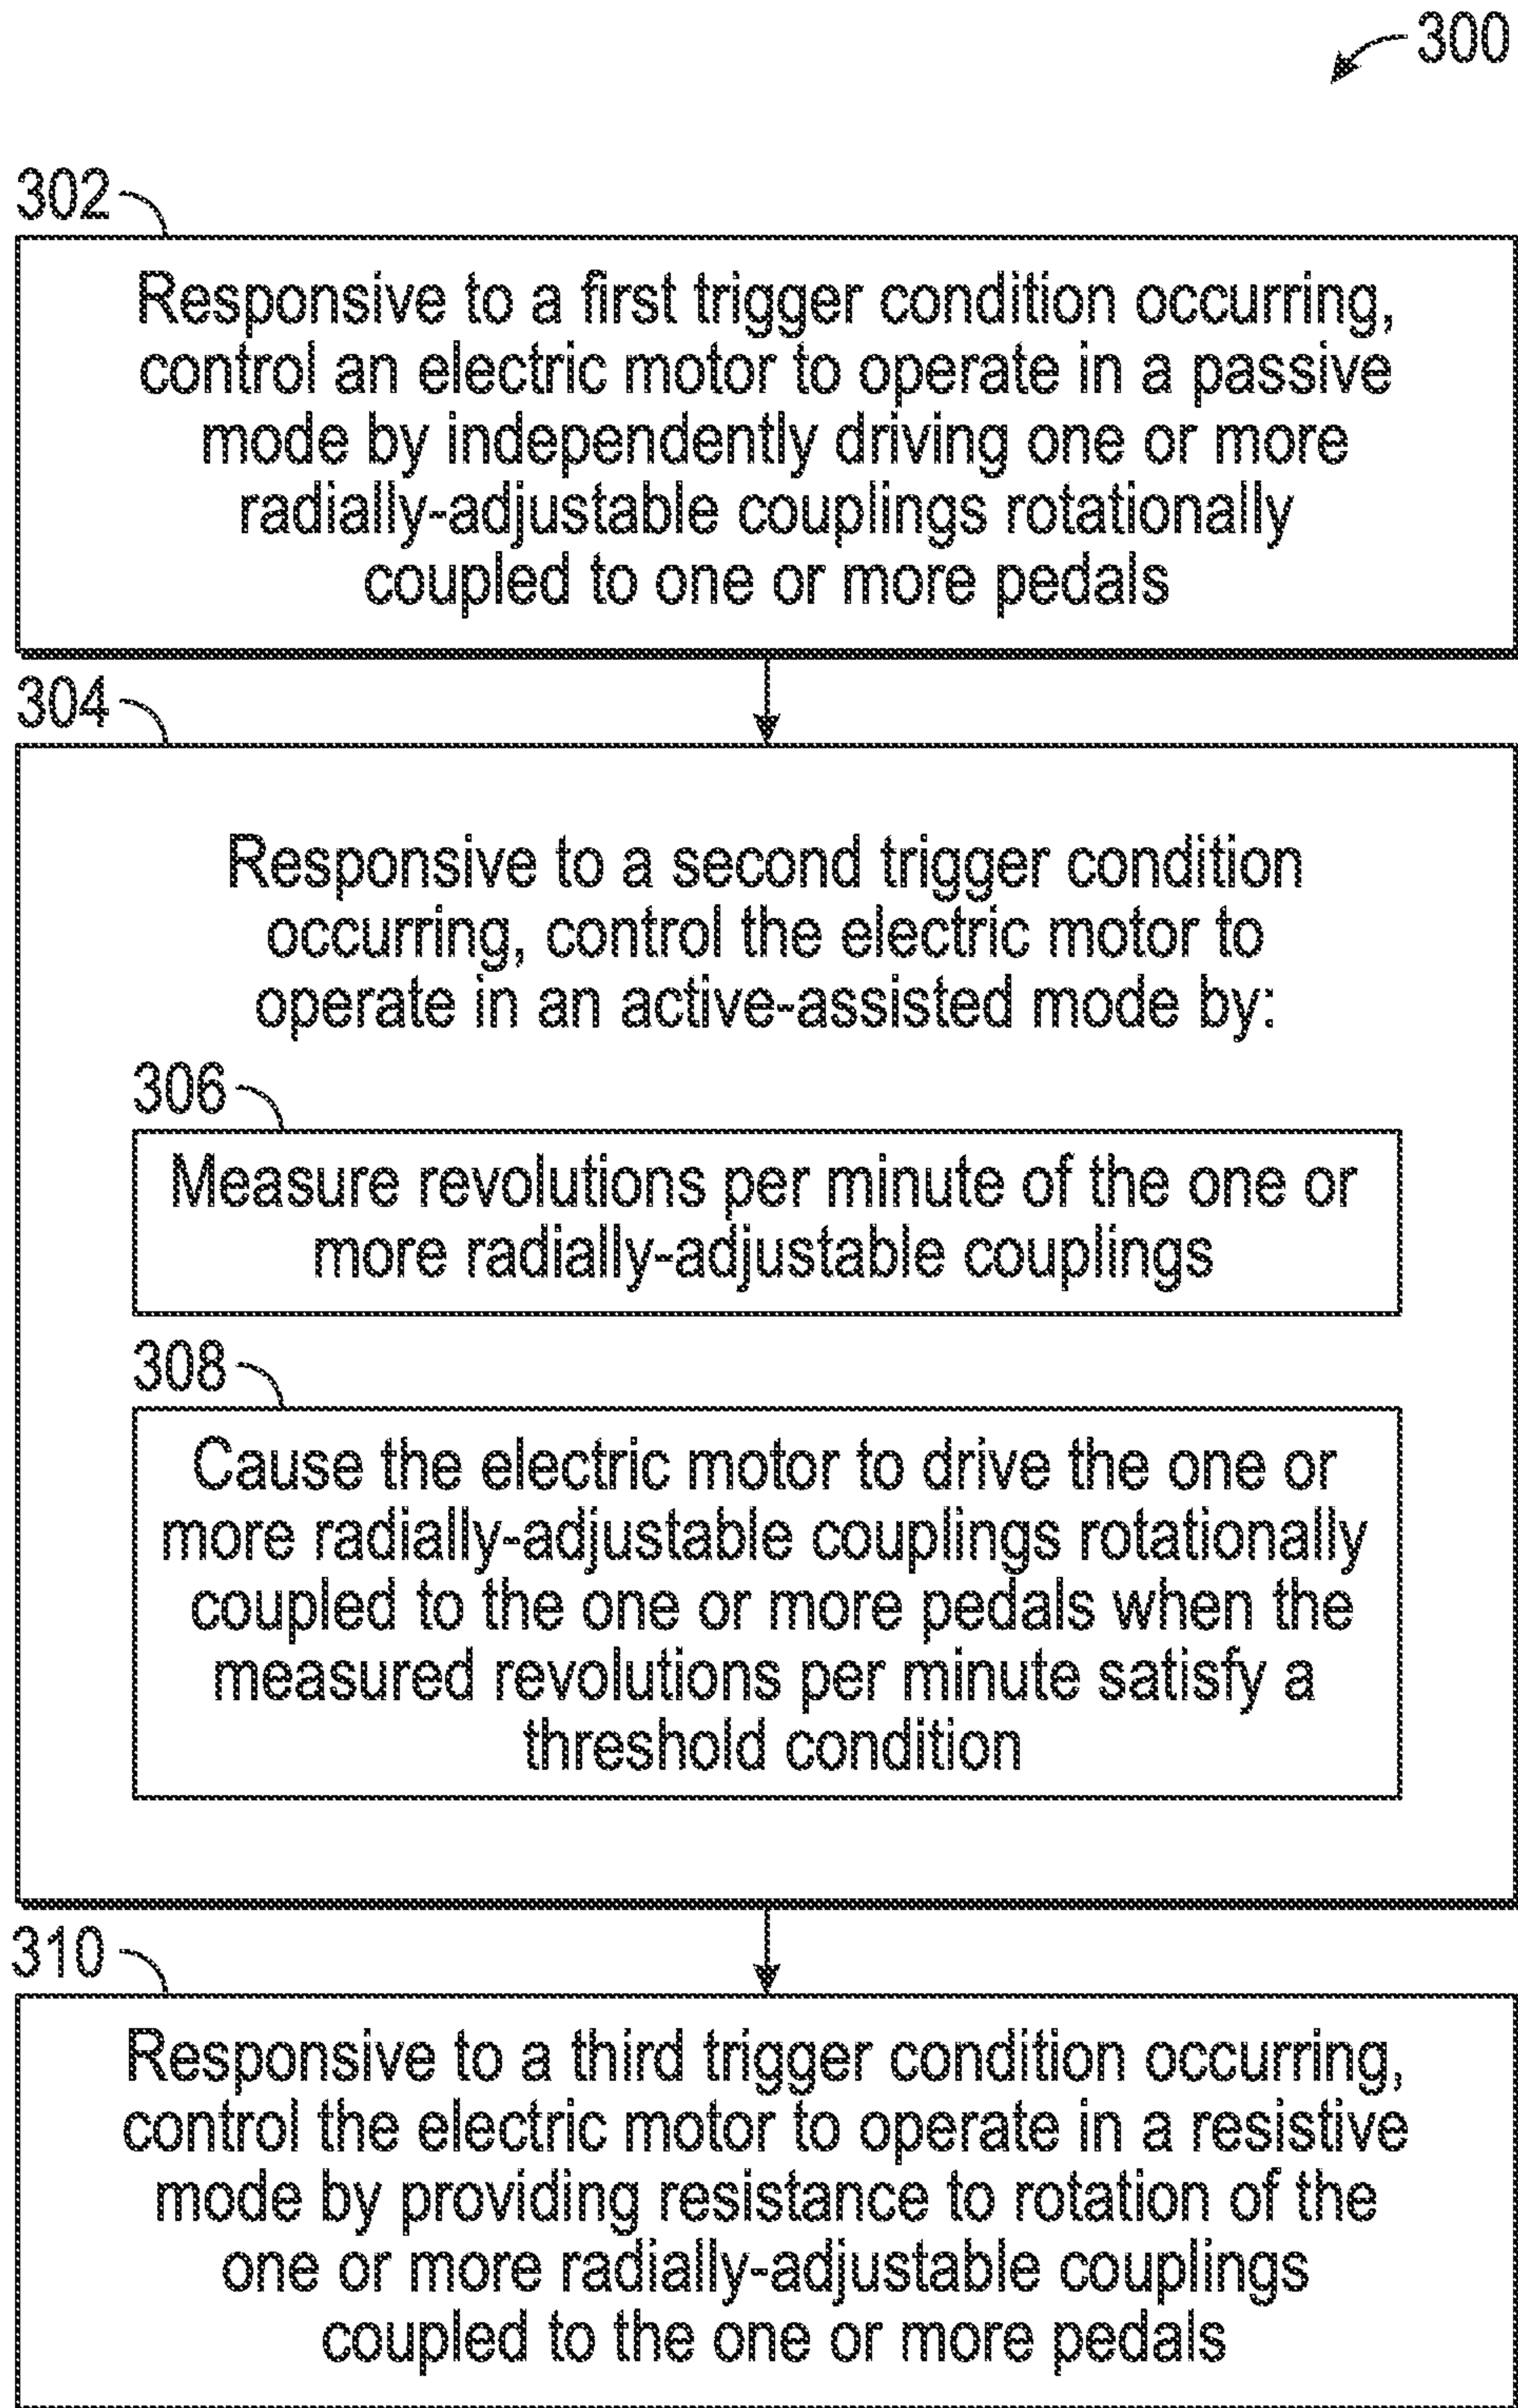 300
302
Responsive to a first trigger condition occurring,
control an electric motor to operate in a passive
mode by independently driving one or more
radially-adjustable couplings rotationally
coupled to one or more pedals
304
Responsive to a second trigger condition
occurring, control the electric motor to
operate in an active-assisted mode by:
306
Measure revolutions per minute of the one or
more radially-adjustable couplings
308
Cause the electric motor to drive the one or
more radially-adjustable couplings rotationally
coupled to the one or more pedals when the
measured revolutions per minute satisfy a
threshold condition
310
Responsive to a third trigger condition occurring,
control the electric motor to operate in a resistive
mode by providing resistance to rotation of the
one or more radially-adjustable couplings
coupled to the one or more pedals